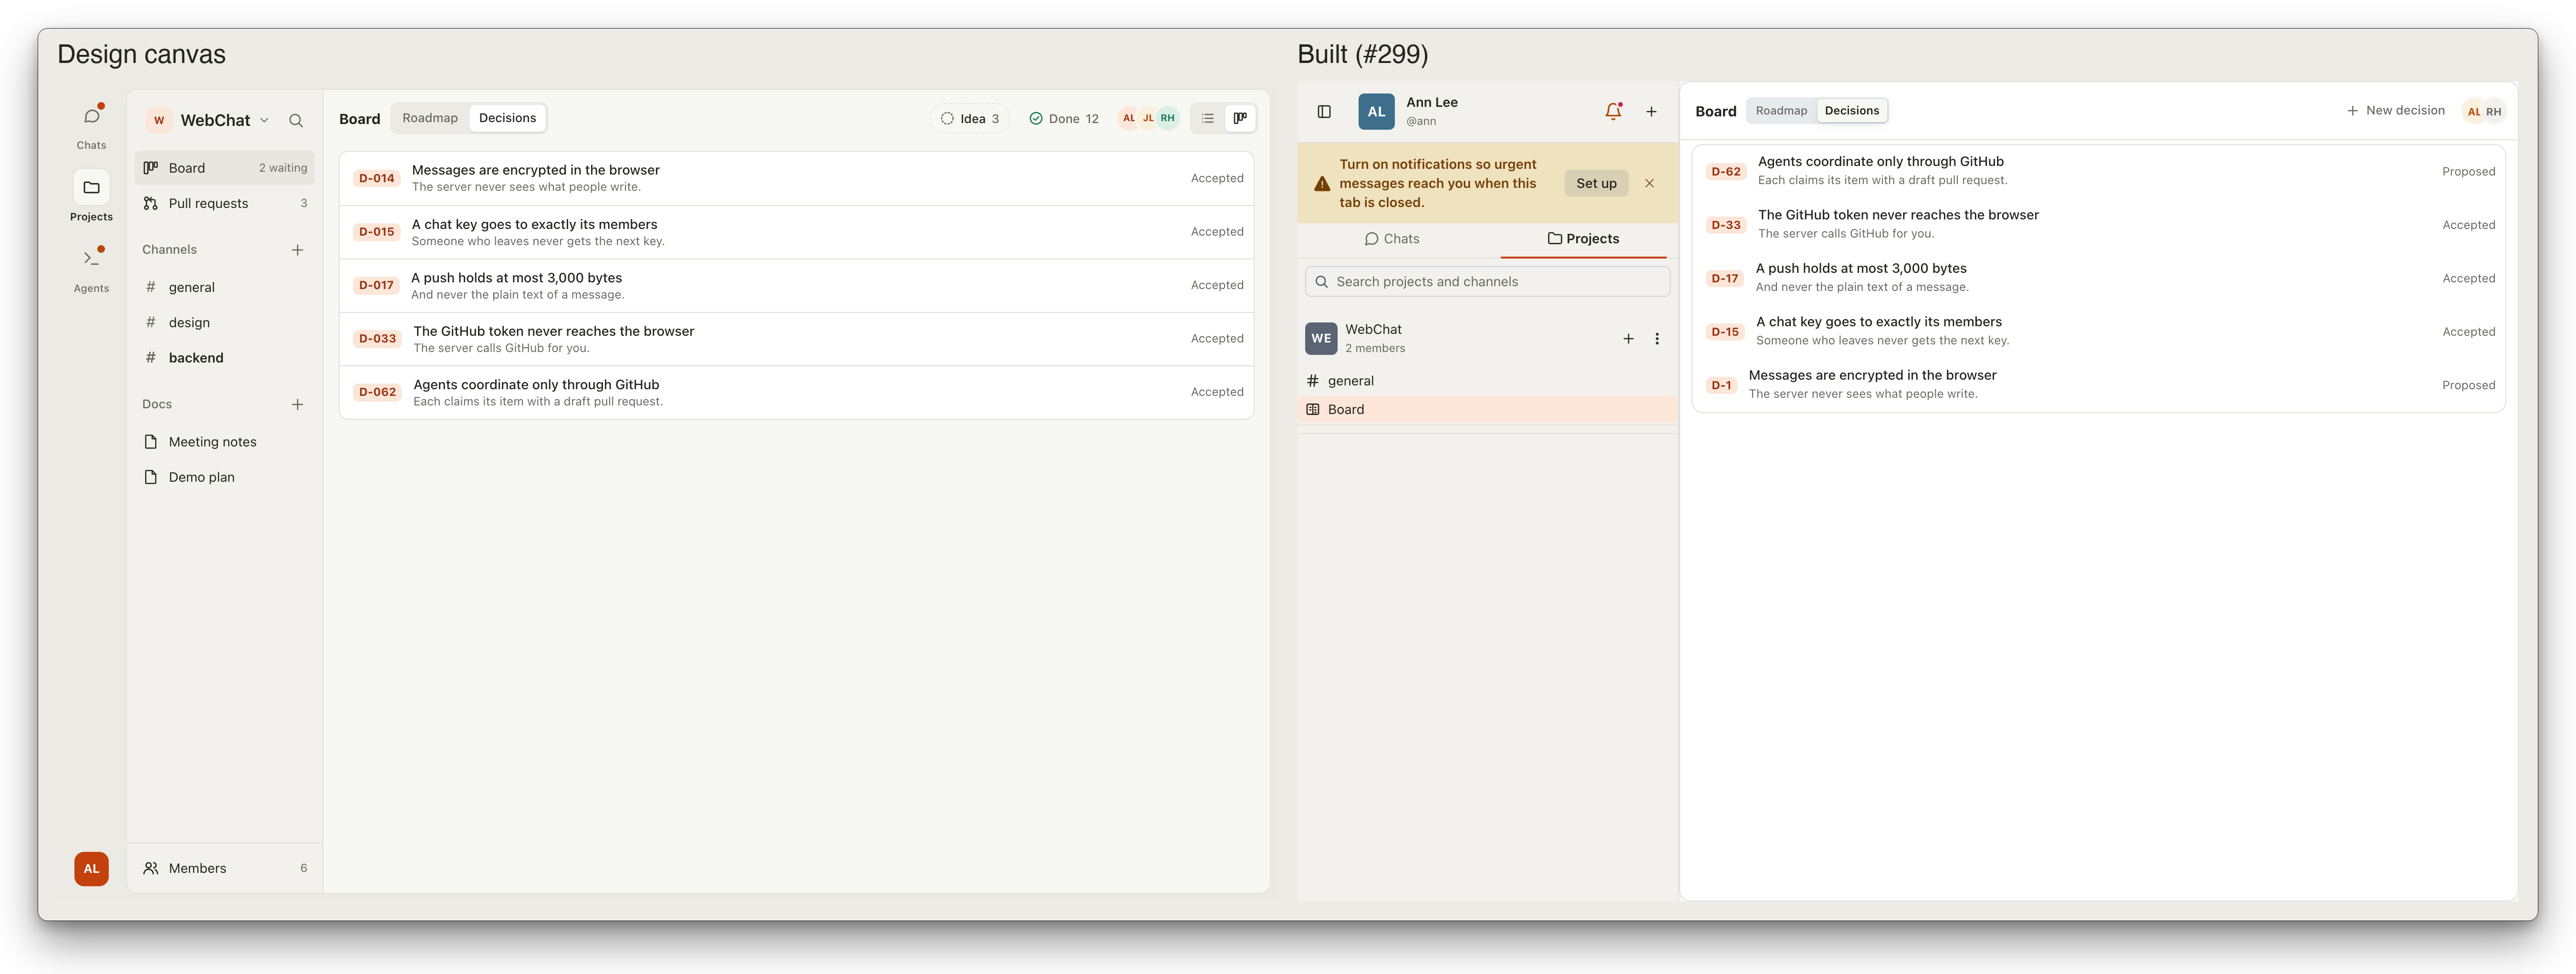 Design canvas
Chats
Projects
Agents
AL
W WebChat
Board 2 waiting
Pull requests 3
Channels
# general
# design
# backend
Docs
Meeting notes
Demo plan
Members 6
Board Roadmap Decisions Idea 3 Done 12 AL JL RH
D-014 Messages are encrypted in the browser Accepted
The server never sees what people write.
D-015 A chat key goes to exactly its members Accepted
Someone who leaves never gets the next key.
D-017 A push holds at most 3,000 bytes Accepted
And never the plain text of a message.
D-033 The GitHub token never reaches the browser Accepted
The server calls GitHub for you.
D-062 Agents coordinate only through GitHub Accepted
Each claims its item with a draft pull request.
Built (#299)
AL Ann Lee
@ann
Turn on notifications so urgent
messages reach you when this
tab is closed.
Set up
Chats Projects
Search projects and channels
WE WebChat
2 members
# general
Board
Board Roadmap Decisions + New decision AL RH
D-62 Agents coordinate only through GitHub Proposed
Each claims its item with a draft pull request.
D-33 The GitHub token never reaches the browser Accepted
The server calls GitHub for you.
D-17 A push holds at most 3,000 bytes Accepted
And never the plain text of a message.
D-15 A chat key goes to exactly its members Accepted
Someone who leaves never gets the next key.
D-1 Messages are encrypted in the browser Proposed
The server never sees what people write.